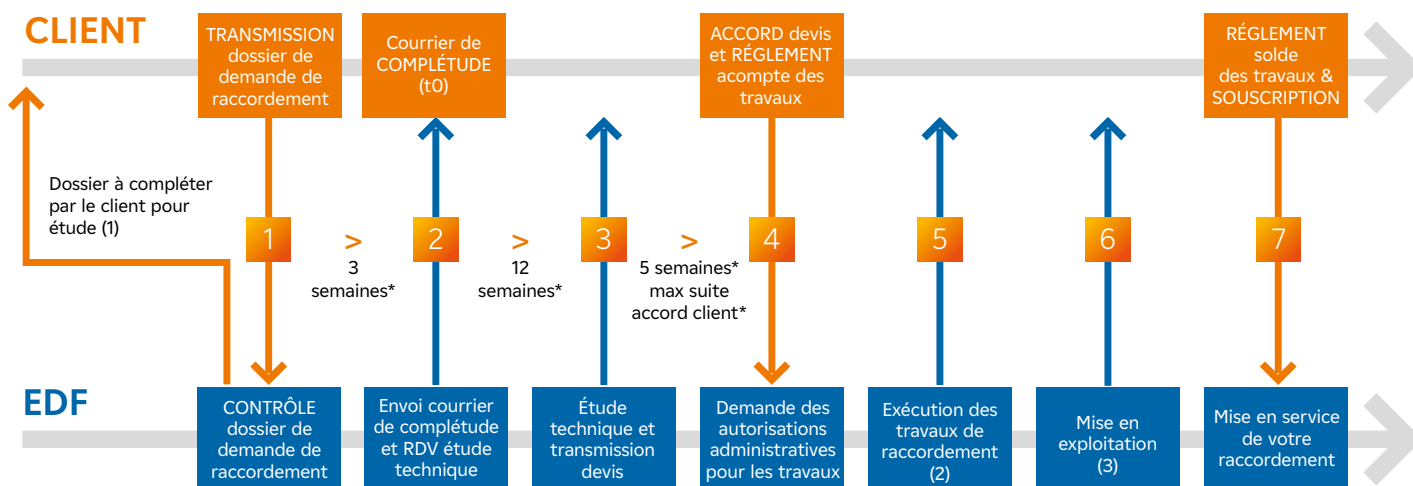 CLIENT
TRANSMISSION
dossier de
demande de
raccordement
Courrier de
COMPLÉTUDE
(t0)
ACCORD devis
et RÉGLEMENT
acompte des
travaux
RÉGLEMENT
solde
des travaux &
SOUSCRIPTION
Dossier à compléter
par le client pour
étude (1)
1
>
3
semaines*
2
>
12
semaines*
3
>
5 semaines*
max suite
accord client*
4
5
6
7
EDF
CONTRÔLE
dossier de
demande de
raccordement
Envoi courrier
de complétude
et RDV étude
technique
Étude
technique et
transmission
devis
Demande des
autorisations
administratives
pour les travaux
Exécution des
travaux de
raccordement
(2)
Mise en
exploitation
(3)
Mise en service
de votre
raccordement